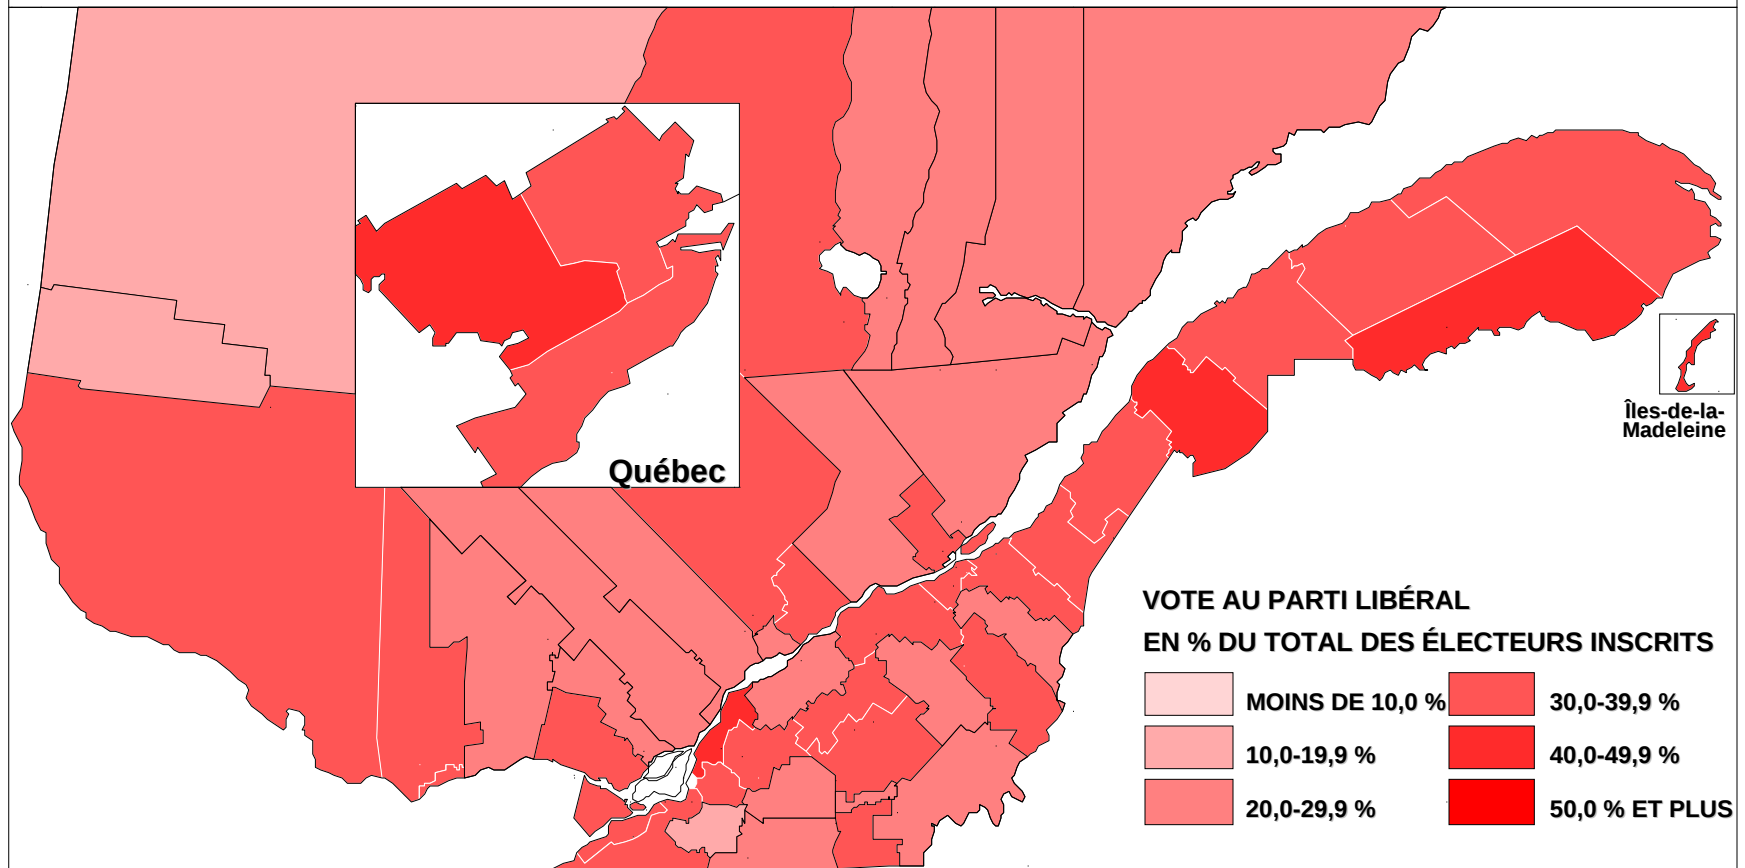 Québec
Îles-de-la-
Madeleine
VOTE AU PARTI LIBÉRAL
EN % DU TOTAL DES ÉLECTEURS INSCRITS
MOINS DE 10,0 %
30,0-39,9 %
10,0-19,9 %
40,0-49,9 %
20,0-29,9 %
50,0 % ET PLUS